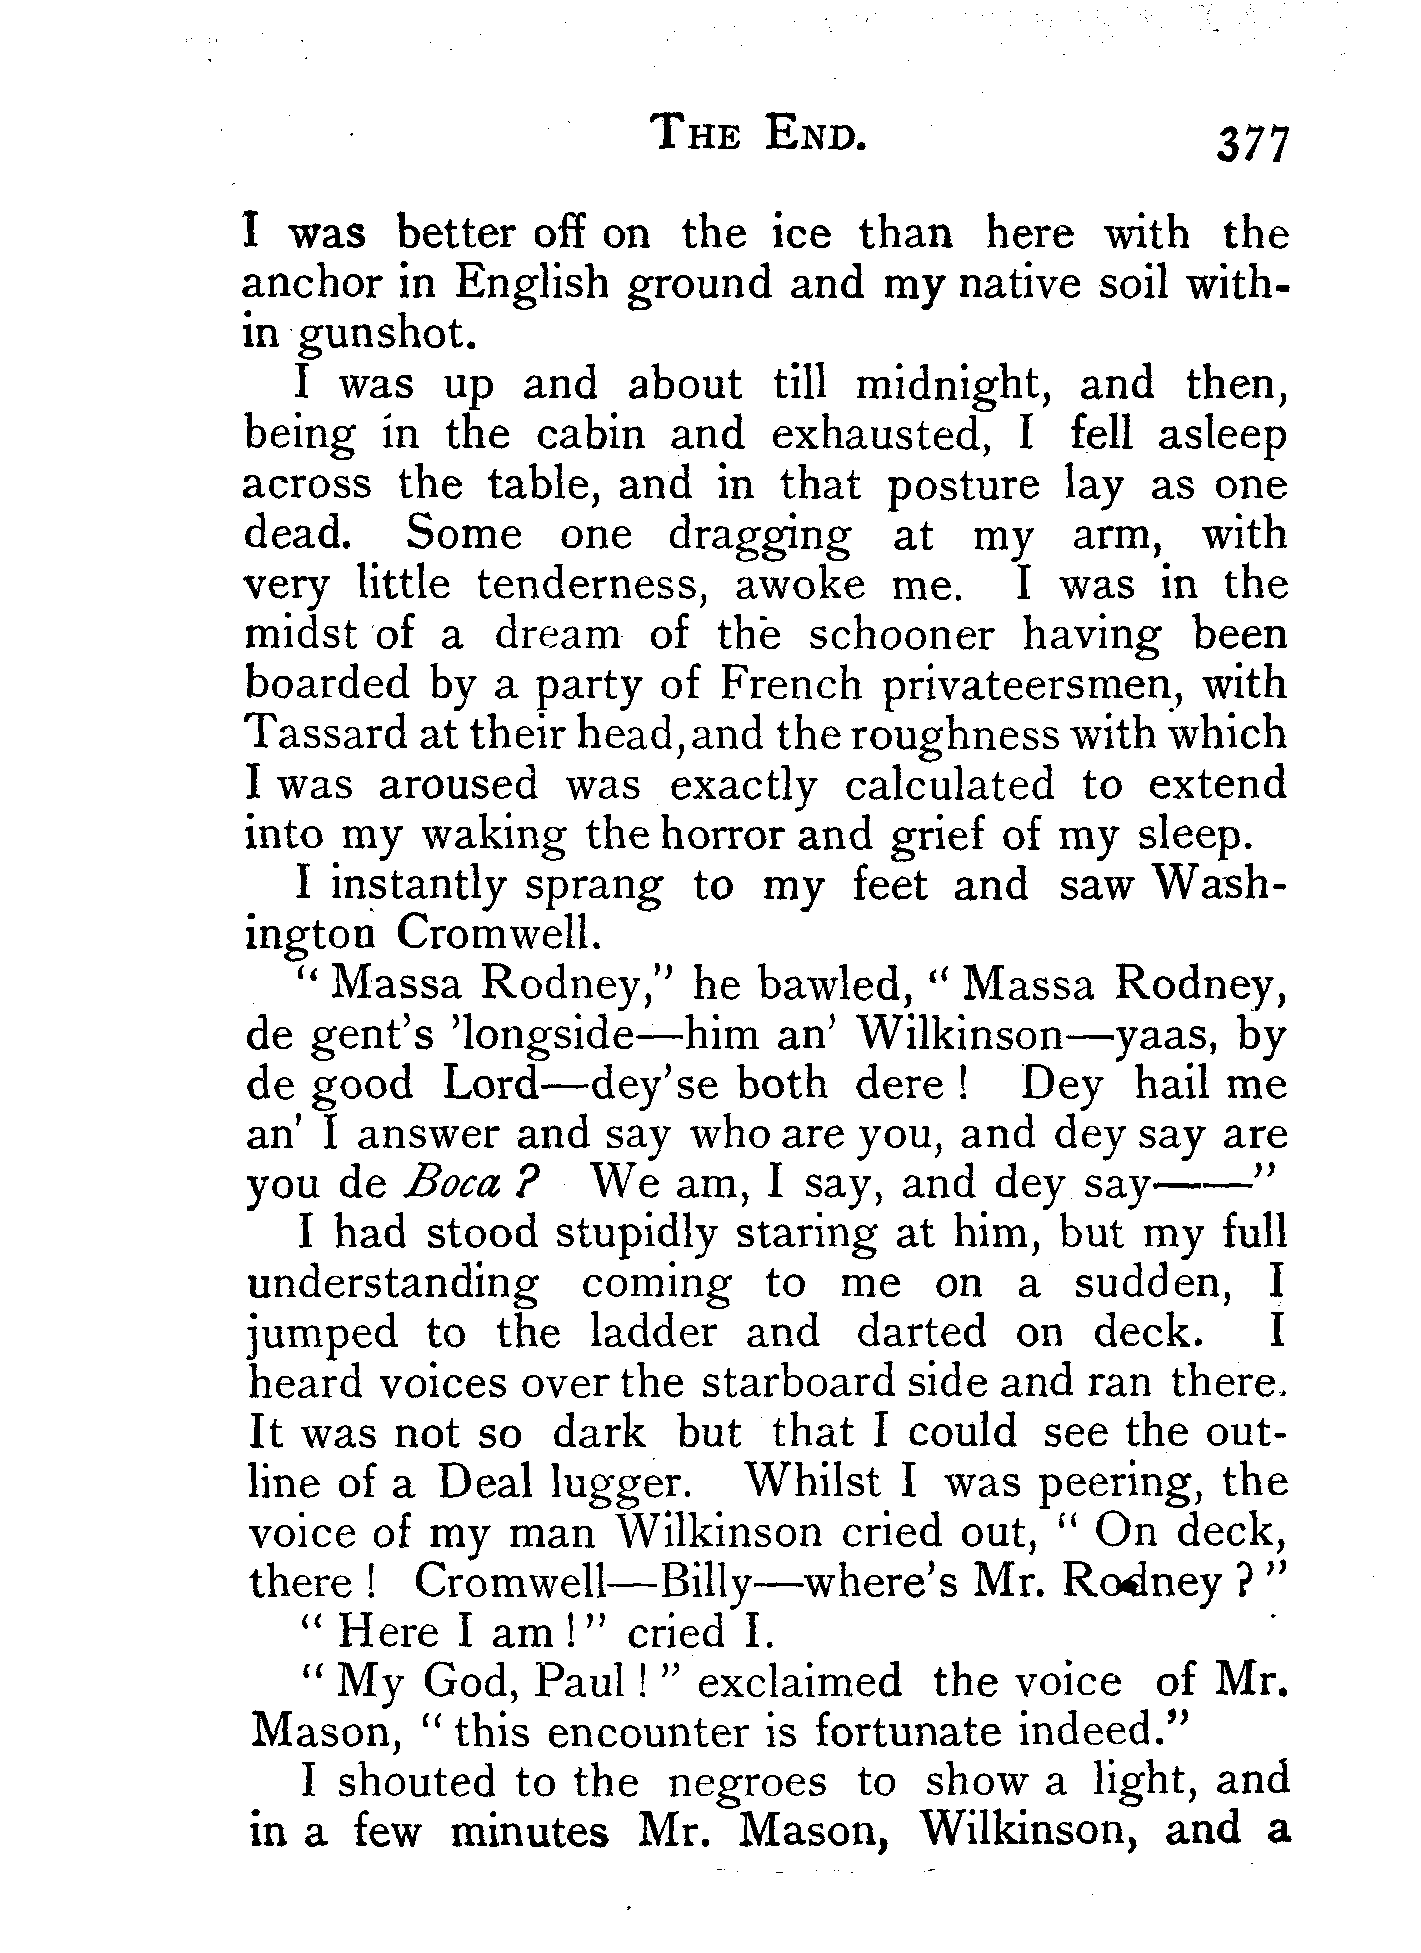 THE END.
377
I was better off on the ice than here with the
anchor in English ground and my native soil with-
in gunshot.
I was up and about till midnight, and then,
being in the cabin and exhausted, I fell asleep
across the table, and in that posture lay as one
dead. Some one dragging at my arm, with
very little tenderness, awoke me. I was in the
midst of a dream of the schooner having been
boarded by a party of French privateersmen, with
Tassard at their head, and the roughness with which
I was aroused was exactly calculated to extend
into my waking the horror and grief of my sleep.
I instantly sprang to my feet and saw Wash-
ington Cromwell.
“ Massa Rodney,” he bawled, “ Massa Rodney,
de gent’s ’longside—him an’ Wilkinson—yaas, by
de good Lord—dey’se both dere ! Dey hail me
an’ I answer and say who are you, and dey say are
you de Boca ? We am, I say, and dey say——”
I had stood stupidly staring at him, but my full
understanding coming to me on a sudden, I
jumped to the ladder and darted on deck. I
heard voices over the starboard side and ran there.
It was not so dark but that I could see the out-
line of a Deal lugger. Whilst I was peering, the
voice of my man Wilkinson cried out, “ On deck,
there ! Cromwell—Billy—where’s Mr. Rodney ? ”
“ Here I am ! ” cried I.
“ My God, Paul ! ” exclaimed the voice of Mr.
Mason, “ this encounter is fortunate indeed.”
I shouted to the negroes to show a light, and
in a few minutes Mr. Mason, Wilkinson, and a